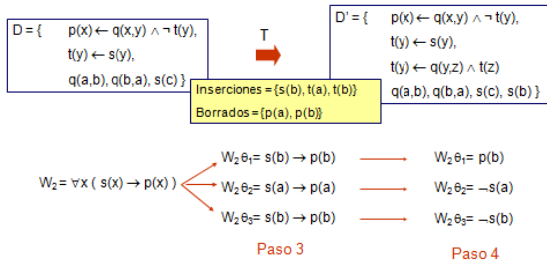 D = { p(x) ← q(x,y) ∧ ¬ t(y),
t(y) ← s(y),
q(a,b), q(b,a), s(c) }
T
D' = { p(x) ← q(x,y) ∧ ¬ t(y),
t(y) ← s(y),
t(y) ← q(y,z) ∧ t(z)
q(a,b), q(b,a), s(c), s(b) }
Inserciones = {s(b), t(a), t(b)}
Borrados = {p(a), p(b)}
W₂ = ∀x ( s(x) → p(x) )
W₂θ₁= s(b) → p(b)
W₂θ₂= s(a) → p(a)
W₂θ₃= s(b) → p(b)
Paso 3
W₂θ₁= p(b)
W₂θ₂= ¬s(a)
W₂θ₃= ¬s(b)
Paso 4